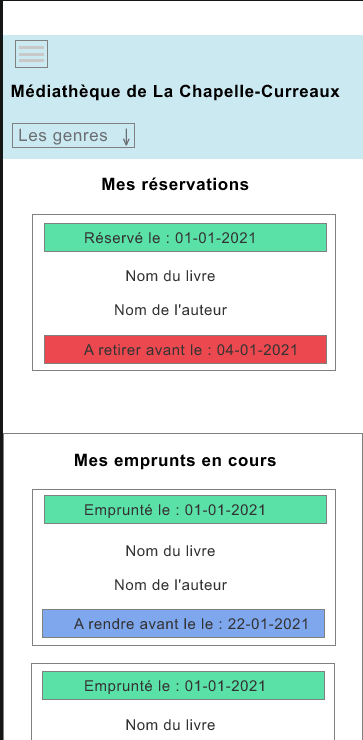 Médiathèque de La Chapelle-Curreaux
Les genres ↓
Mes réservations
Réservé le : 01-01-2021
Nom du livre
Nom de l'auteur
A retirer avant le : 04-01-2021
Mes emprunts en cours
Emprunté le : 01-01-2021
Nom du livre
Nom de l'auteur
A rendre avant le le : 22-01-2021
Emprunté le : 01-01-2021
Nom du livre